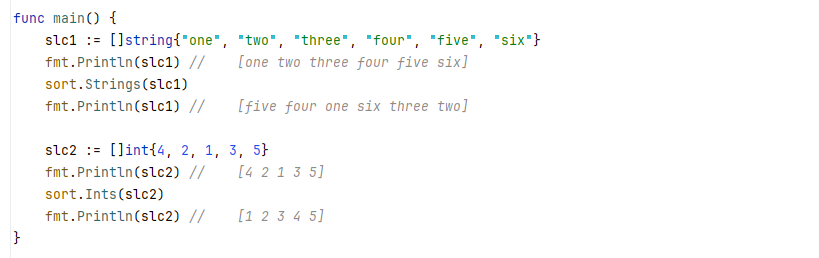 func main() {
    slc1 := []string{"one", "two", "three", "four", "five", "six"}
    fmt.Println(slc1) //    [one two three four five six]
    sort.Strings(slc1)
    fmt.Println(slc1) //    [five four one six three two]

    slc2 := []int{4, 2, 1, 3, 5}
    fmt.Println(slc2) //    [4 2 1 3 5]
    sort.Ints(slc2)
    fmt.Println(slc2) //    [1 2 3 4 5]
}